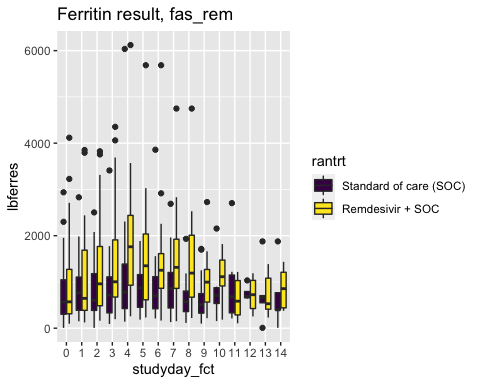 Ferritin result, fas_rem
lbferres
6000
4000
2000
0
0 1 2 3 4 5 6 7 8 9 10 11 12 13 14
studyday_fct
rantrt
Standard of care (SOC)
Remdesivir + SOC